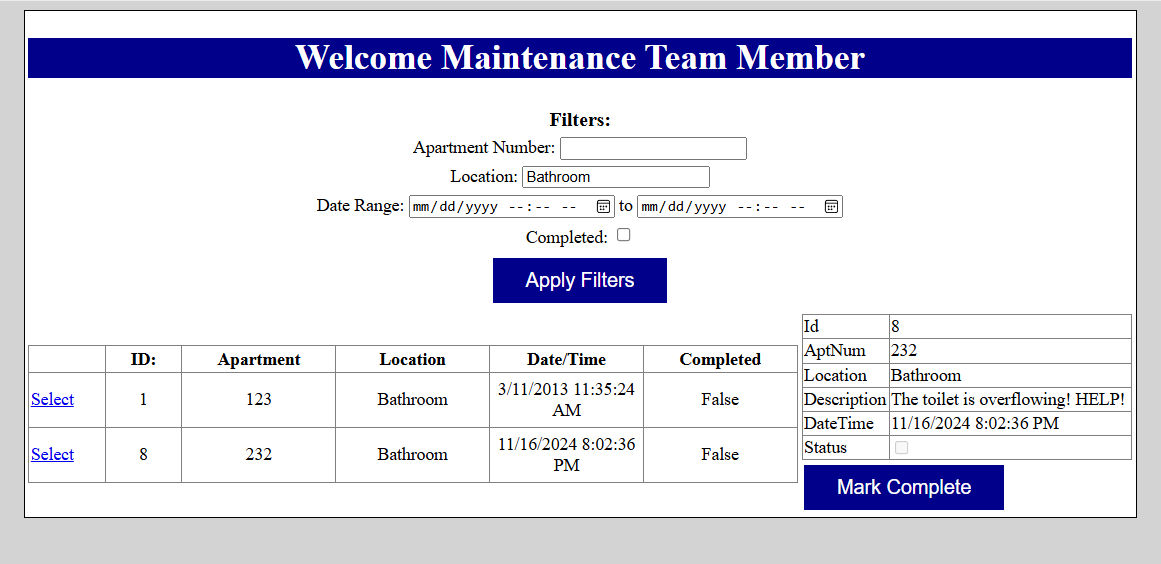 Welcome Maintenance Team Member
Filters:
Apartment Number:
Location: Bathroom
Date Range: mm/dd/yyyy --:-- -- to mm/dd/yyyy --:-- --
Completed:
Apply Filters
ID: Apartment Location Date/Time Completed
Select 1 123 Bathroom 3/11/2013 11:35:24 AM False
Select 8 232 Bathroom 11/16/2024 8:02:36 PM False
Id 8
AptNum 232
Location Bathroom
Description The toilet is overflowing! HELP!
DateTime 11/16/2024 8:02:36 PM
Status
Mark Complete